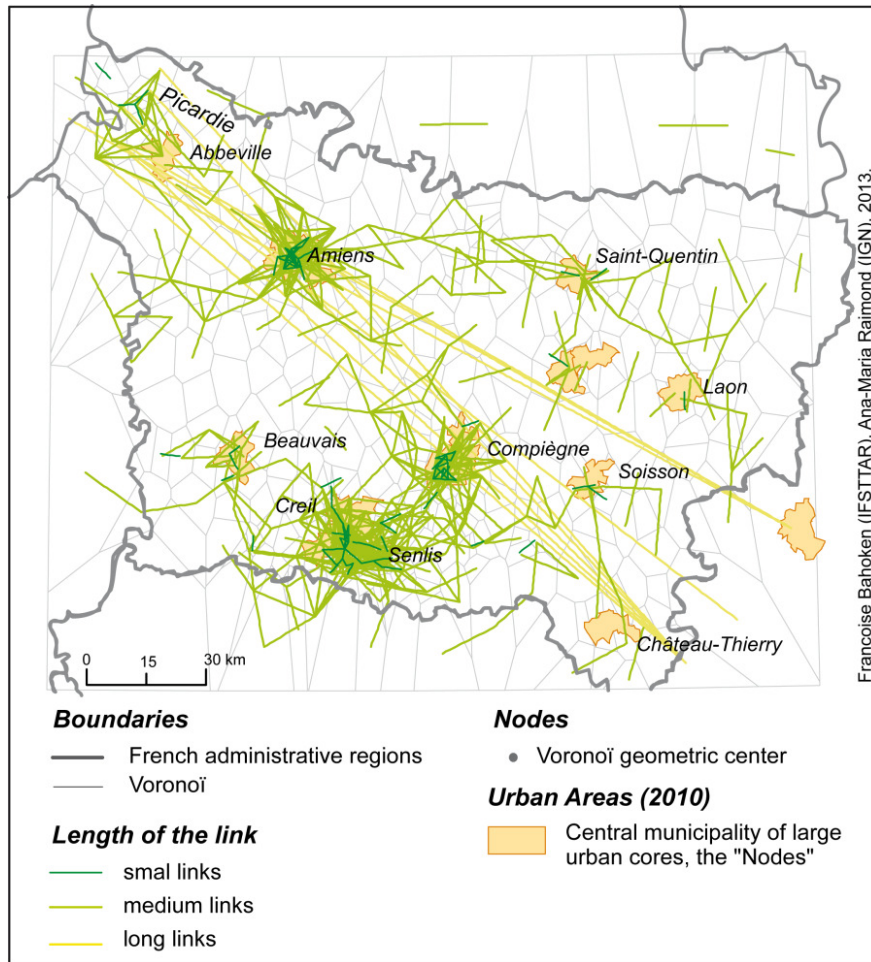 Picardie
Abbeville
Amiens
Saint-Quentin
Laon
Beauvais
Compiègne
Soisson
Creil
Senlis
Château-Thierry
0 15 30 km
Francoise Bahoken (IFSTTAR), Ana-Maria Raimond (IGN), 2013.
Boundaries
French administrative regions
Voronoï
Length of the link
smal links
medium links
long links
Nodes
Voronoï geometric center
Urban Areas (2010)
Central municipality of large
urban cores, the "Nodes"